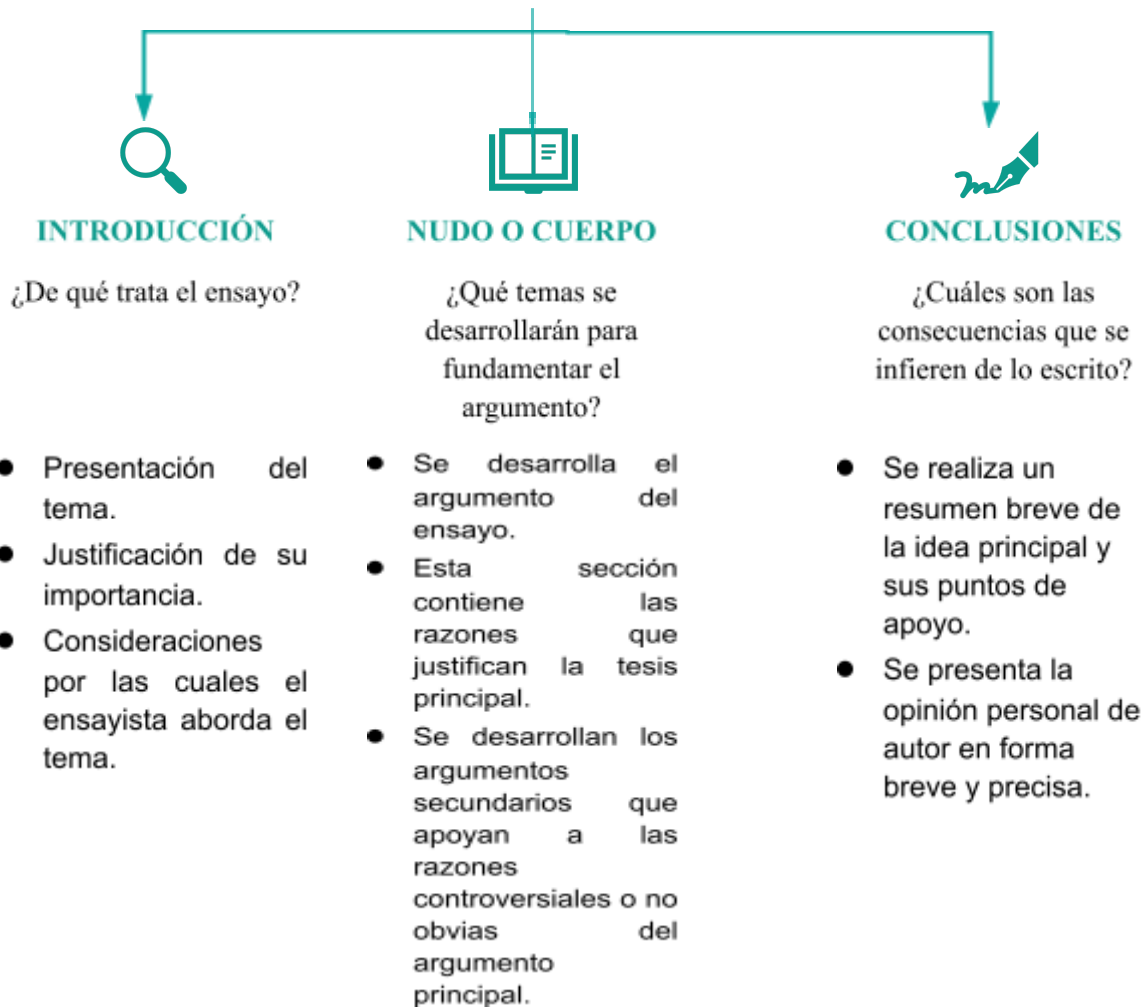 INTRODUCCIÓN
¿De qué trata el ensayo?
● Presentación del
tema.
● Justificación de su
importancia.
● Consideraciones
por las cuales el
ensayista aborda el
tema.
NUDO O CUERPO
¿Qué temas se
desarrollarán para
fundamentar el
argumento?
● Se desarrolla el
argumento del
ensayo.
● Esta sección
contiene las
razones que
justifican la tesis
principal.
● Se desarrollan los
argumentos
secundarios que
apoyan a las
razones
controversiales o no
obvias del
argumento
principal.
CONCLUSIONES
¿Cuáles son las
consecuencias que se
infieren de lo escrito?
● Se realiza un
resumen breve de
la idea principal y
sus puntos de
apoyo.
● Se presenta la
opinión personal de
autor en forma
breve y precisa.